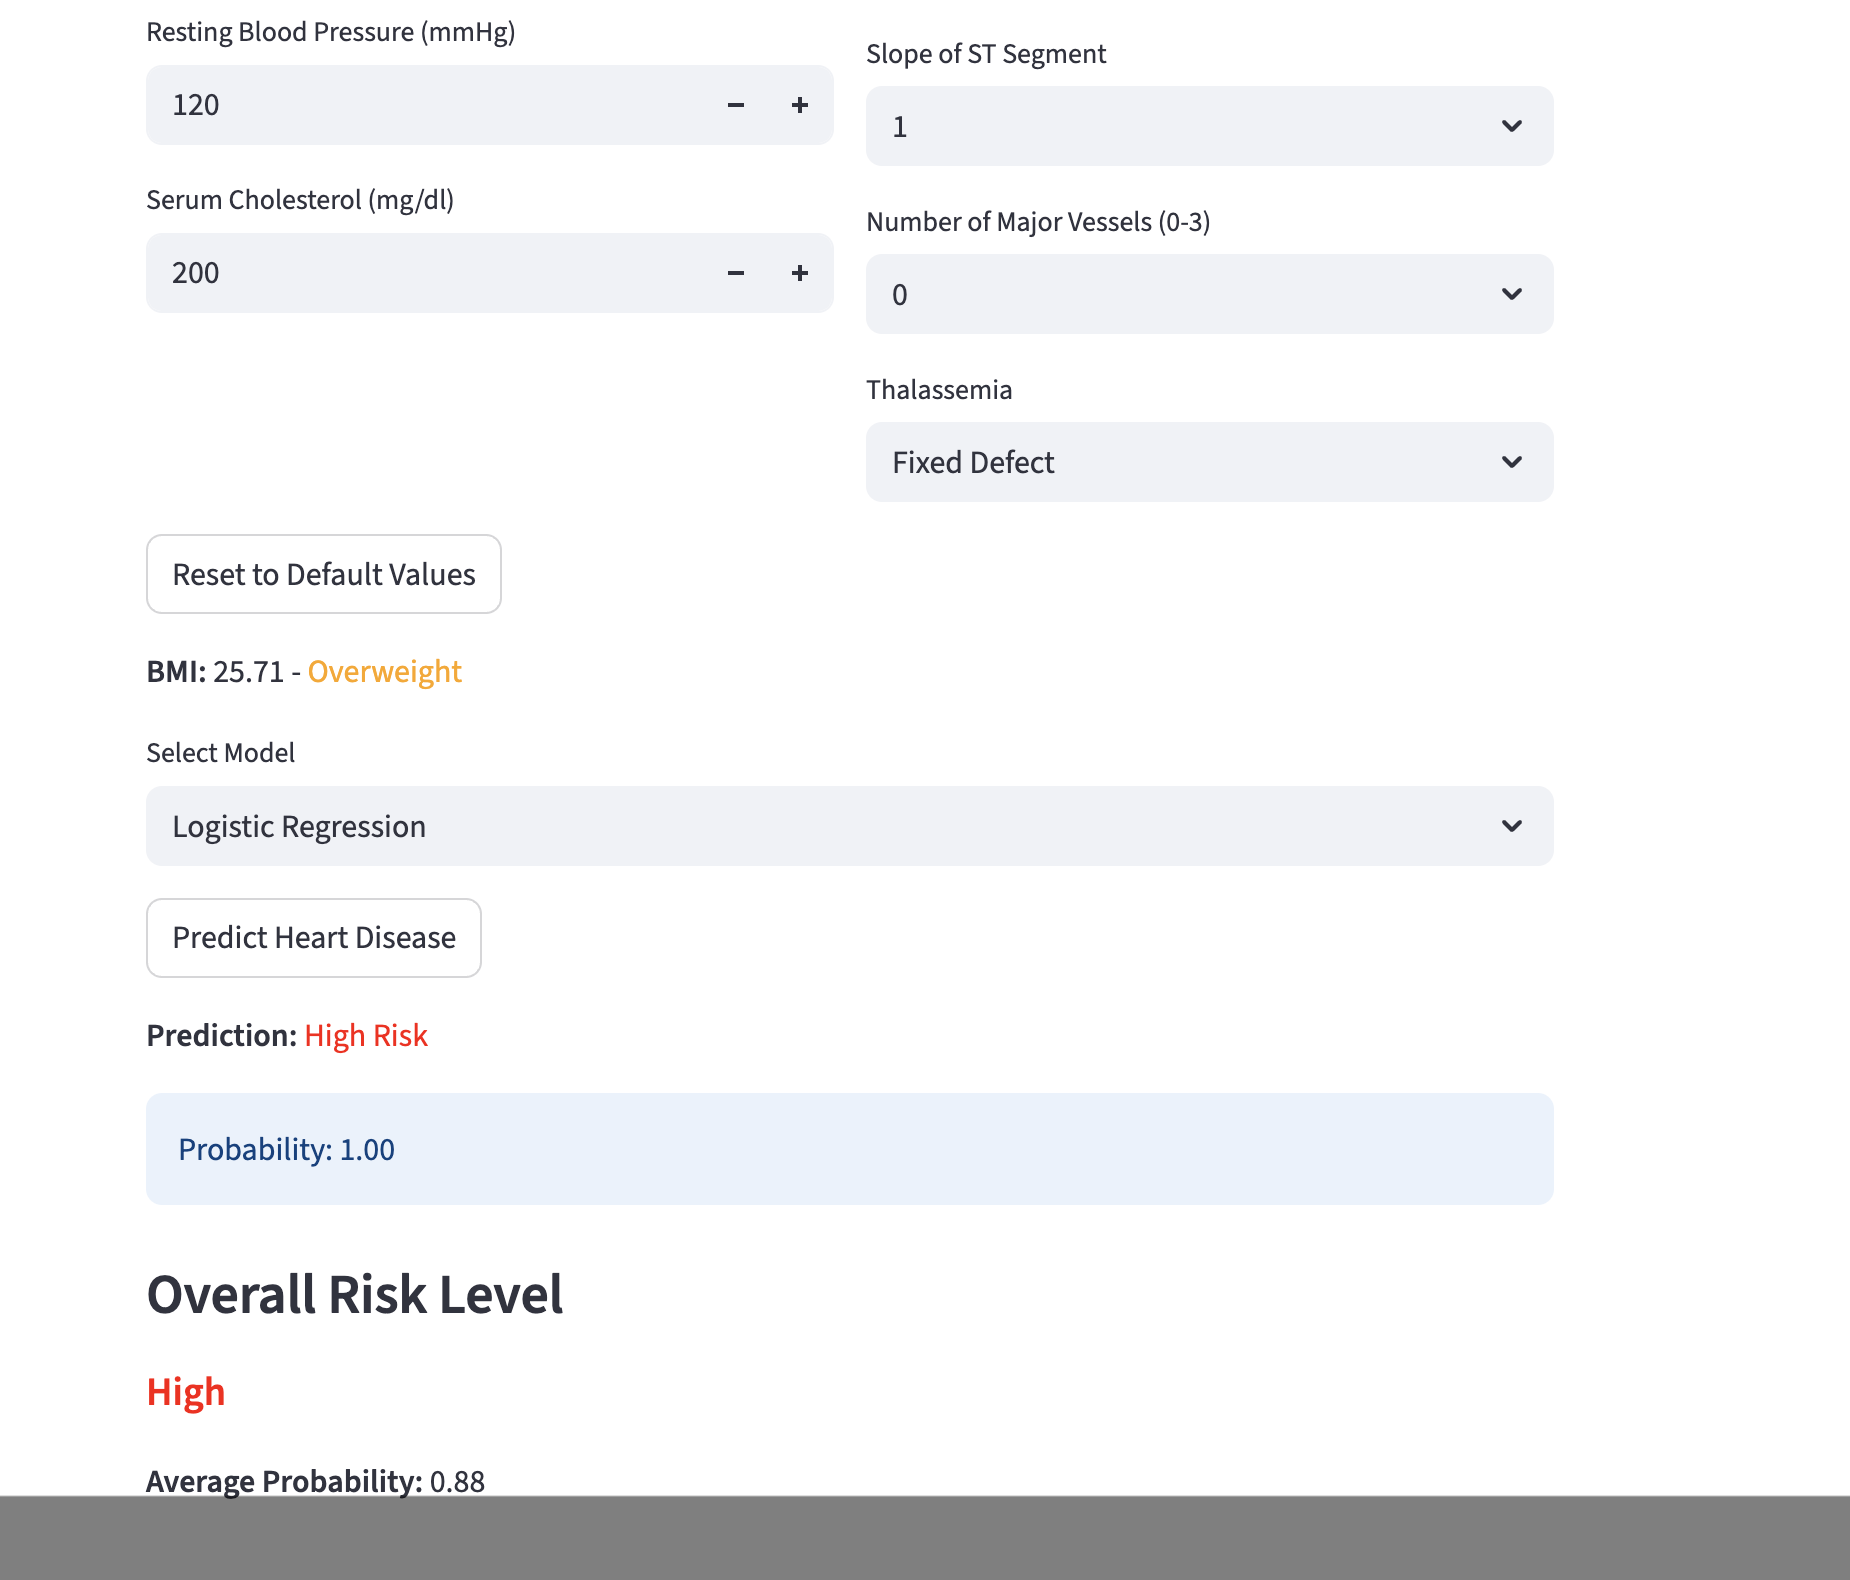 Resting Blood Pressure (mmHg)
120
Serum Cholesterol (mg/dl)
200
Slope of ST Segment
1
Number of Major Vessels (0-3)
0
Thalassemia
Fixed Defect
Reset to Default Values
BMI: 25.71 - Overweight
Select Model
Logistic Regression
Predict Heart Disease
Prediction: High Risk
Probability: 1.00
Overall Risk Level
High
Average Probability: 0.88